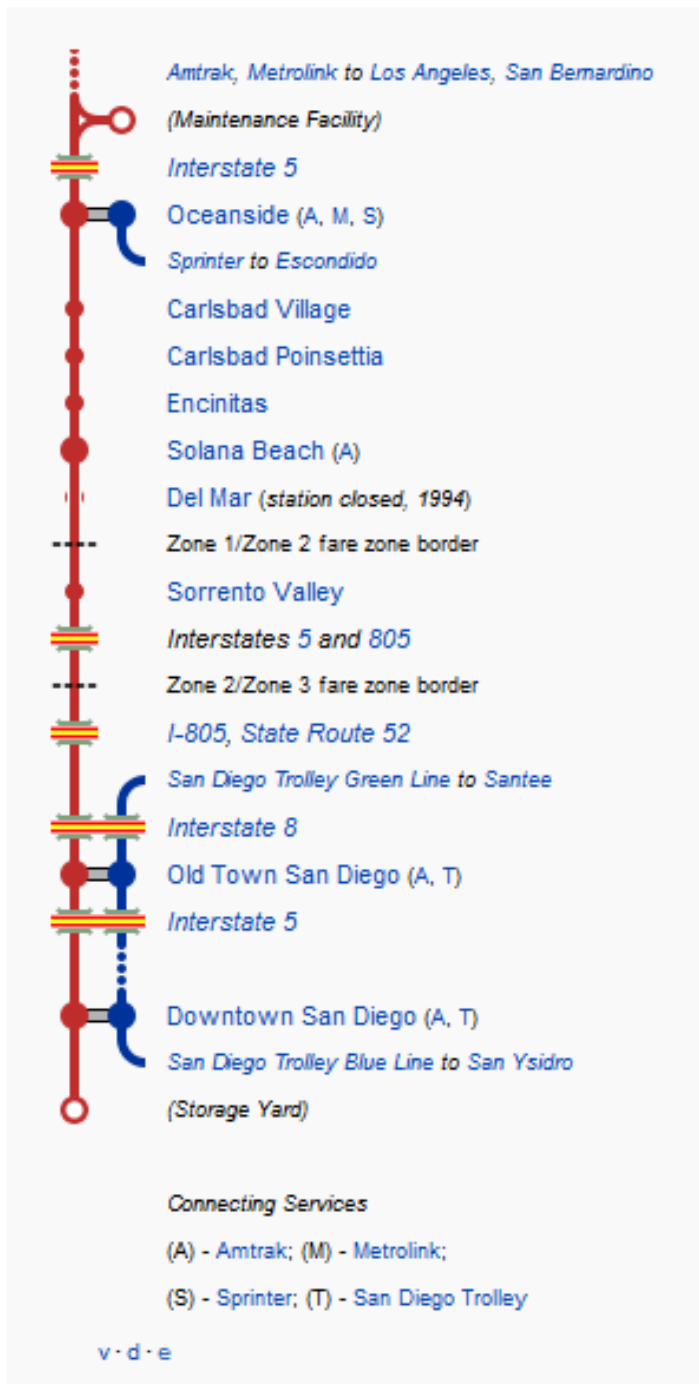 Amtrak, Metrolink to Los Angeles, San Bernardino
(Maintenance Facility)
Interstate 5
Oceanside (A, M, S)
Sprinter to Escondido
Carlsbad Village
Carlsbad Poinsettia
Encinitas
Solana Beach (A)
Del Mar (station closed, 1994)
Zone 1/Zone 2 fare zone border
Sorrento Valley
Interstates 5 and 805
Zone 2/Zone 3 fare zone border
I-805, State Route 52
San Diego Trolley Green Line to Santee
Interstate 8
Old Town San Diego (A, T)
Interstate 5
Downtown San Diego (A, T)
San Diego Trolley Blue Line to San Ysidro
(Storage Yard)
Connecting Services
(A) - Amtrak; (M) - Metrolink;
(S) - Sprinter; (T) - San Diego Trolley
v · d · e